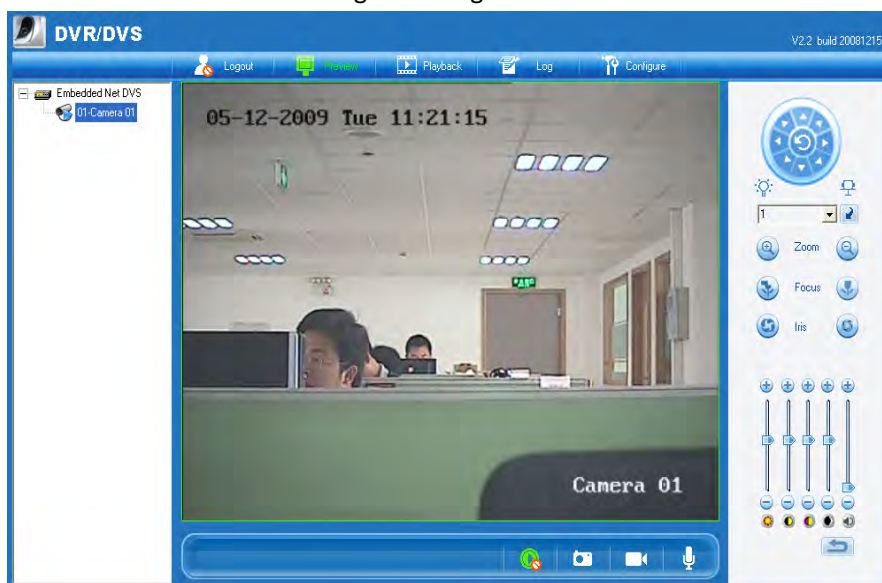 DVR/DVS
V2.2 build 20081215
Logout Preview Playback Log Configure
Embedded Net DVS
01-Camera 01
05-12-2009 Tue 11:21:15
1
Zoom
Focus
Iris
Camera 01